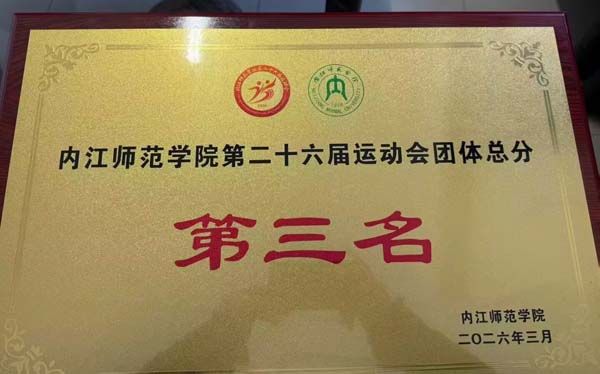 内江师范学院第二十六届运动会团体总分
第三名
内江师范学院
二〇二六年三月